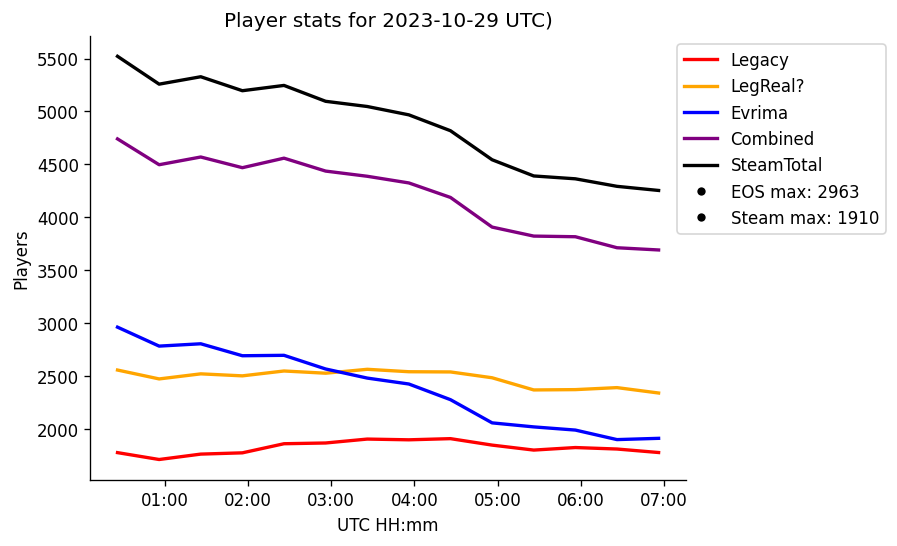 Player stats for 2023-10-29 UTC)
5500
5000
4500
4000
3500
3000
2500
2000
Players
01:00 02:00 03:00 04:00 05:00 06:00 07:00
UTC HH:mm
Legacy
LegReal?
Evrima
Combined
SteamTotal
EOS max: 2963
Steam max: 1910